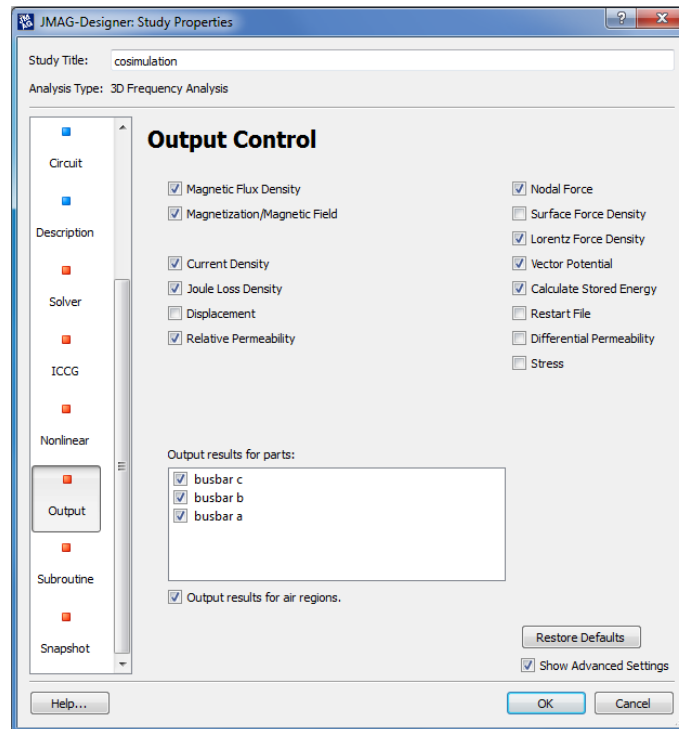 JMAG-Designer: Study Properties
Study Title: cosimulation
Analysis Type: 3D Frequency Analysis
Circuit
Description
Solver
ICCG
Nonlinear
Output
Subroutine
Snapshot
Output Control
Magnetic Flux Density
Magnetization/Magnetic Field
Current Density
Joule Loss Density
Displacement
Relative Permeability
Nodal Force
Surface Force Density
Lorentz Force Density
Vector Potential
Calculate Stored Energy
Restart File
Differential Permeability
Stress
Output results for parts:
busbar c
busbar b
busbar a
Output results for air regions.
Restore Defaults
Show Advanced Settings
Help...
OK
Cancel